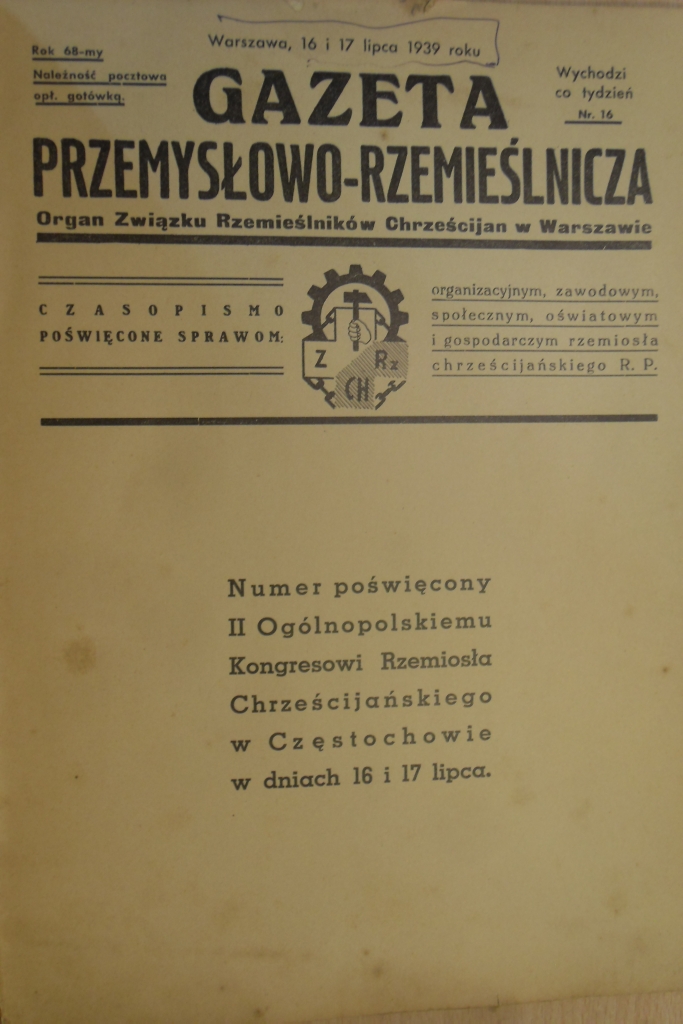 Warszawa, 16 i 17 lipca 1939 roku
Rok 68-my
Należność pocztowa
opł. gotówką.
Wychodzi
co tydzień
Nr. 16
GAZETA
PRZEMYSŁOWO-RZEMIEŚLNICZA
Organ Związku Rzemieślników Chrześcijan w Warszawie
CZASOPISMO
POŚWIĘCONE SPRAWOM:
Z
Rz
CH
organizacyjnym, zawodowym,
społecznym, oświatowym
i gospodarczym rzemiosła
chrześcijańskiego R. P.
Numer poświęcony
II Ogólnopolskiemu
Kongresowi Rzemiosła
Chrześcijańskiego
w Częstochowie
w dniach 16 i 17 lipca.